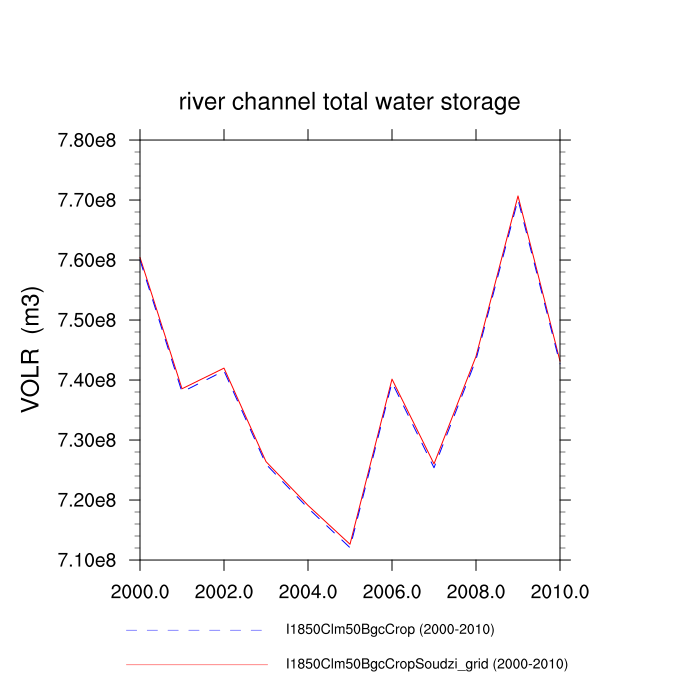 river channel total water storage
7.80e8
7.70e8
7.60e8
7.50e8
7.40e8
7.30e8
7.20e8
7.10e8
VOLR (m3)
2000.0 2002.0 2004.0 2006.0 2008.0 2010.0
I1850Clm50BgcCrop (2000-2010)
I1850Clm50BgcCropSoudzi_grid (2000-2010)